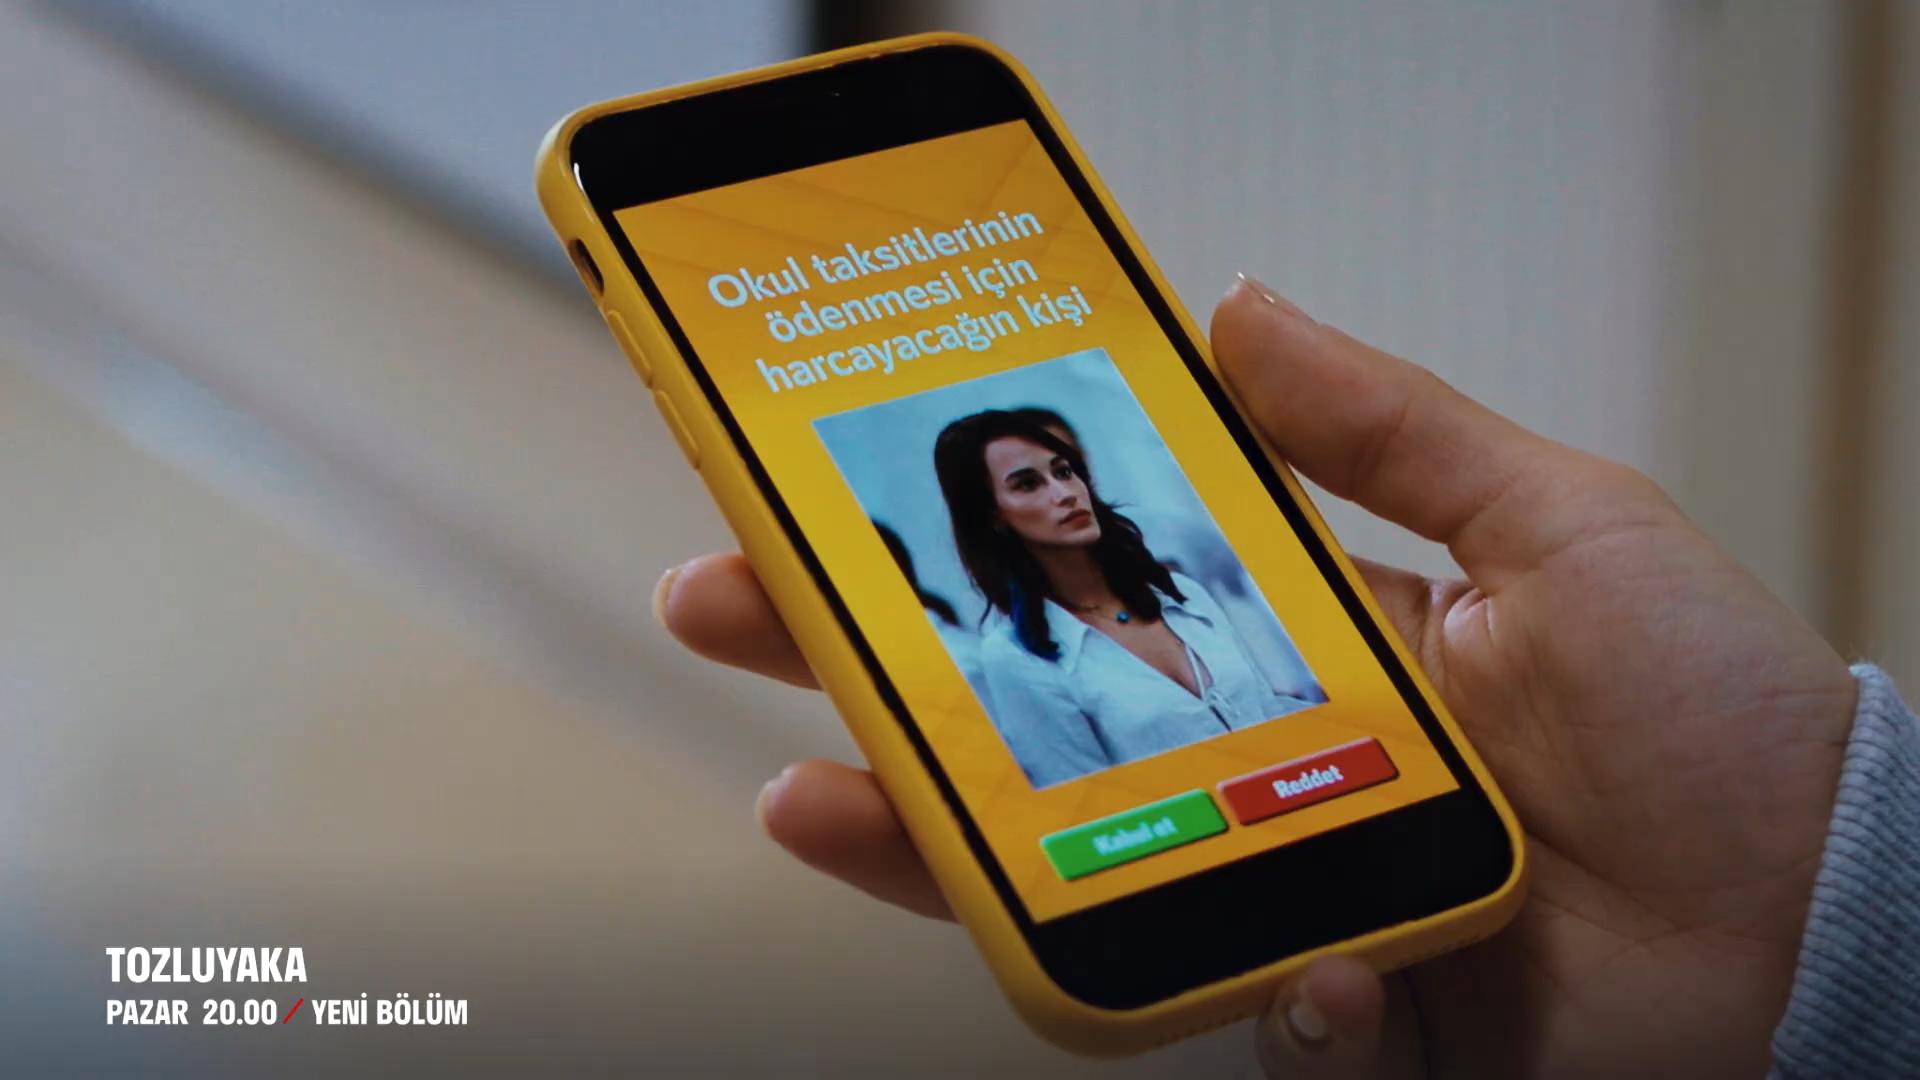 Okul taksitlerinin
ödenmesi için
harcayacağın kişi
Kabul et
Reddet
TOZLUYAKA
PAZAR 20.00 / YENİ BÖLÜM